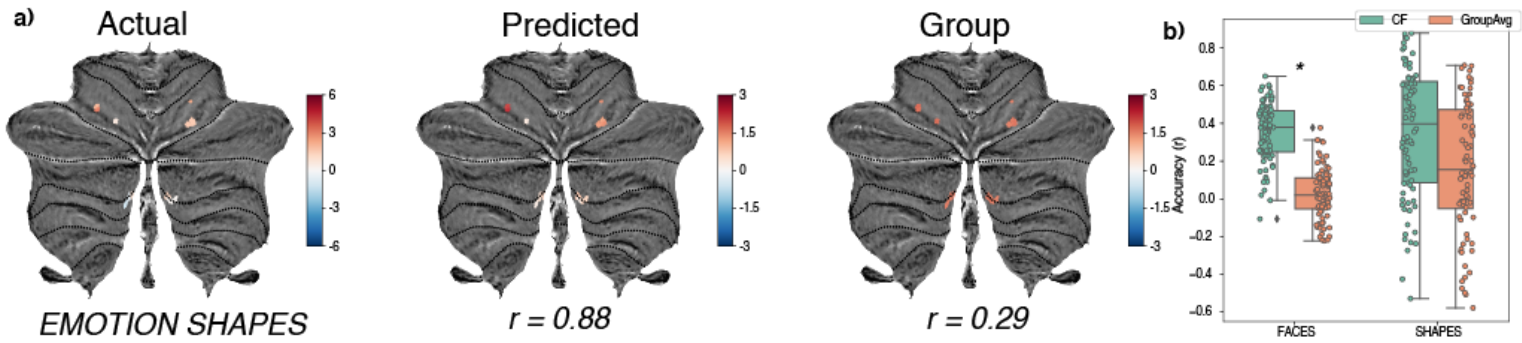 a)
Actual
Predicted
Group
6
3
0
-3
-6
3
1.5
0
-1.5
-3
3
1.5
0
-1.5
-3
EMOTION SHAPES
r = 0.88
r = 0.29
b)
CF
GroupAvg
Accuracy (r)
0.8
0.6
0.4
0.2
0.0
−0.2
−0.4
−0.6
*
FACES
SHAPES